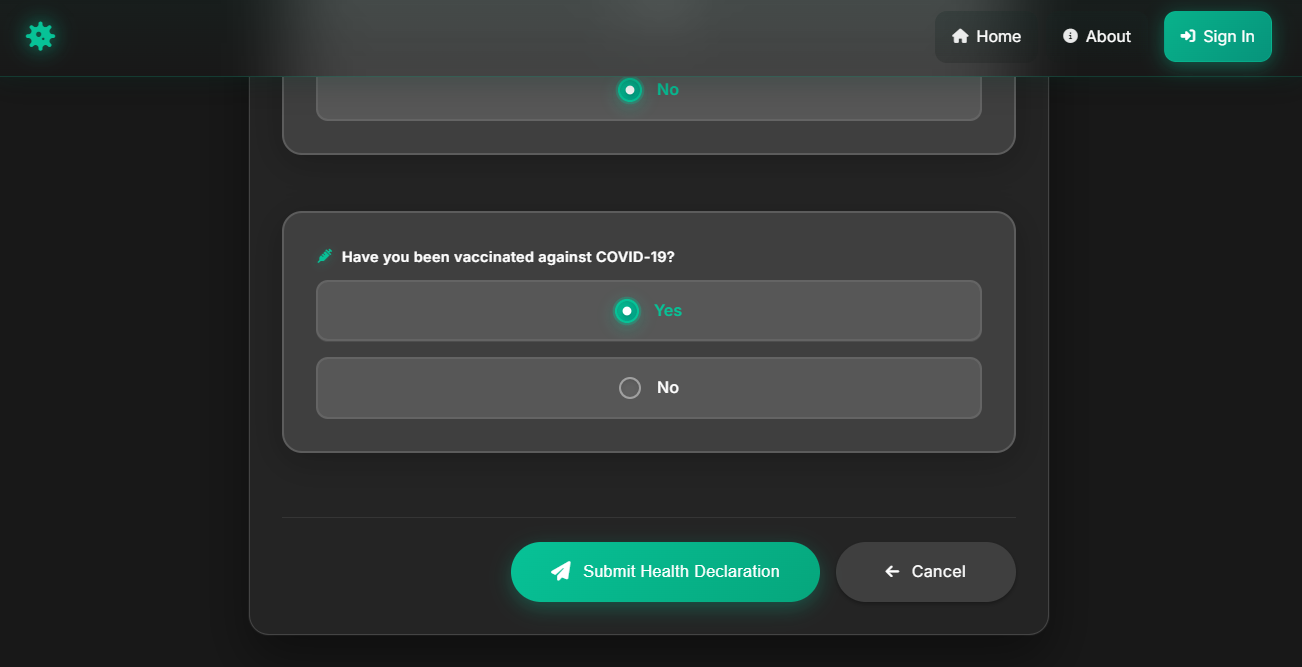 Home
About
Sign In
No
Have you been vaccinated against COVID-19?
Yes
No
Submit Health Declaration
Cancel